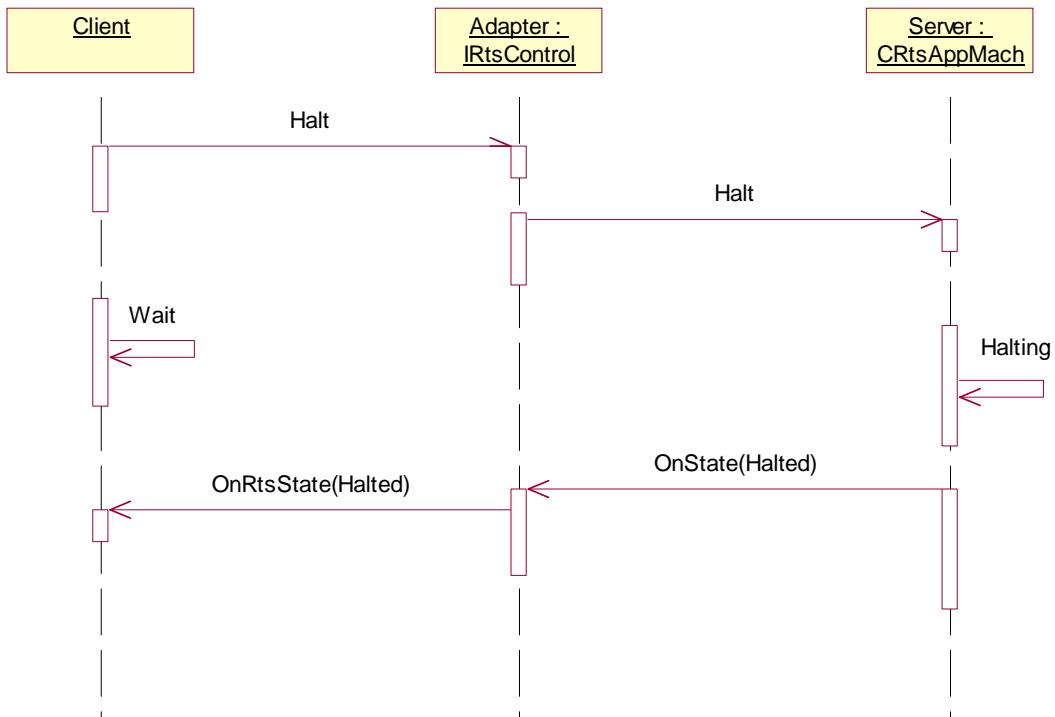 Client
Adapter :
IRtsControl
Server :
CRtsAppMach
Halt
Halt
Wait
Halting
OnState(Halted)
OnRtsState(Halted)